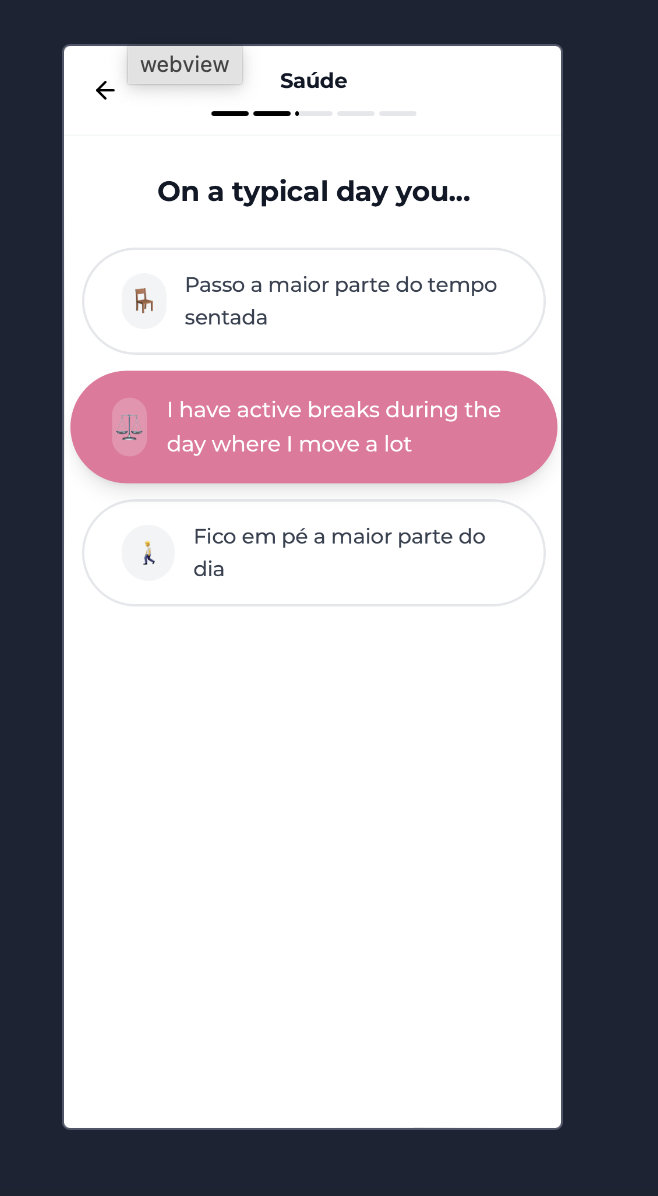 webview
Saúde
On a typical day you...
Passo a maior parte do tempo
sentada
I have active breaks during the
day where I move a lot
Fico em pé a maior parte do
dia